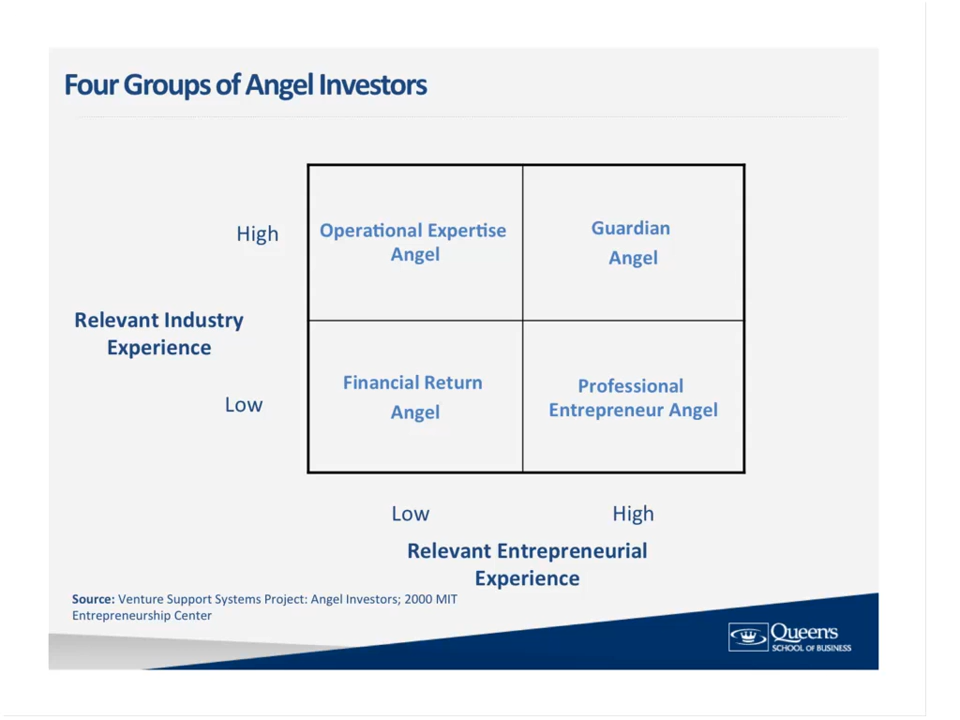 Four Groups of Angel Investors
High
Operational Expertise
Angel
Guardian
Angel
Relevant Industry
Experience
Low
Financial Return
Angel
Professional
Entrepreneur Angel
Low
High
Relevant Entrepreneurial
Experience
Source: Venture Support Systems Project: Angel Investors; 2000 MIT
Entrepreneurship Center
Queen's
SCHOOL OF BUSINESS